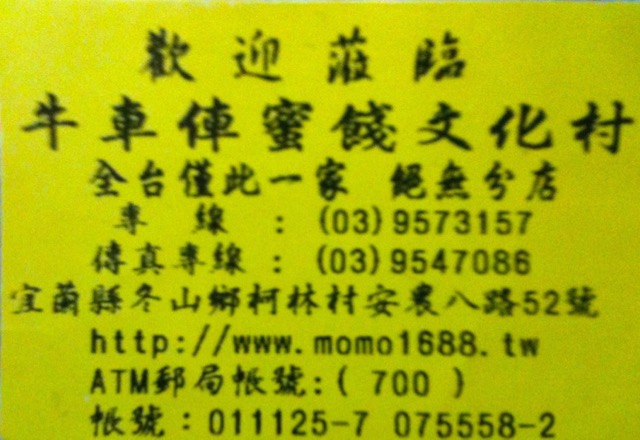 歡迎蒞臨
牛車俥蜜餞文化村
全台僅此一家 絕無分店
專 線 : (03)9573157
傳真專線 : (03)9547086
宜蘭縣冬山鄉柯林村安農八路52號
http://www.momo1688.tw
ATM郵局帳號:( 700 )
帳號:011125-7 075558-2